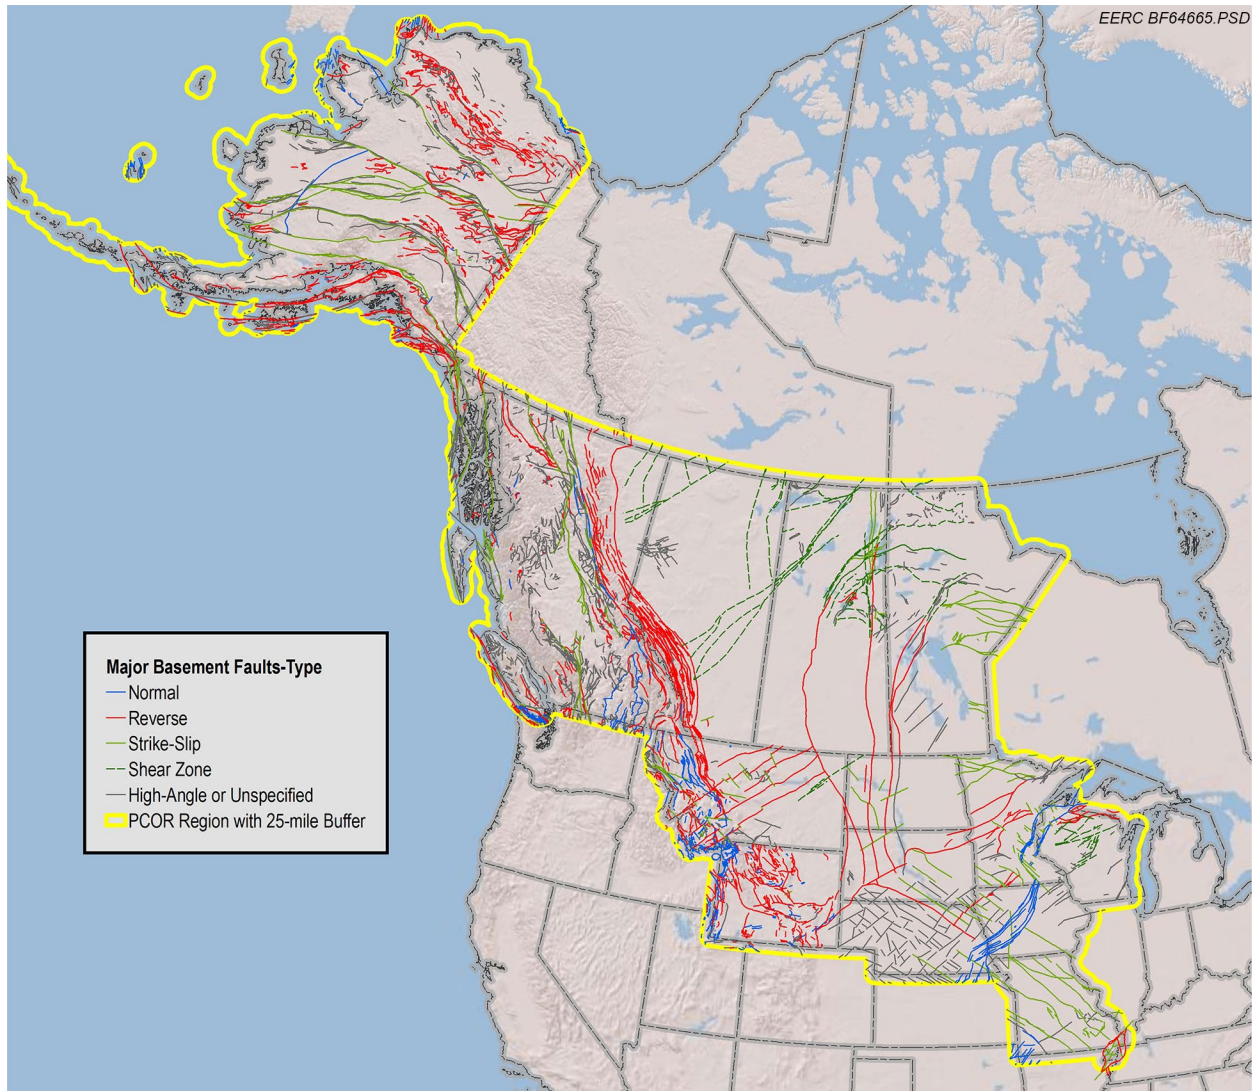 EERC BF64665.PSD
Major Basement Faults-Type
Normal
Reverse
Strike-Slip
Shear Zone
High-Angle or Unspecified
PCOR Region with 25-mile Buffer